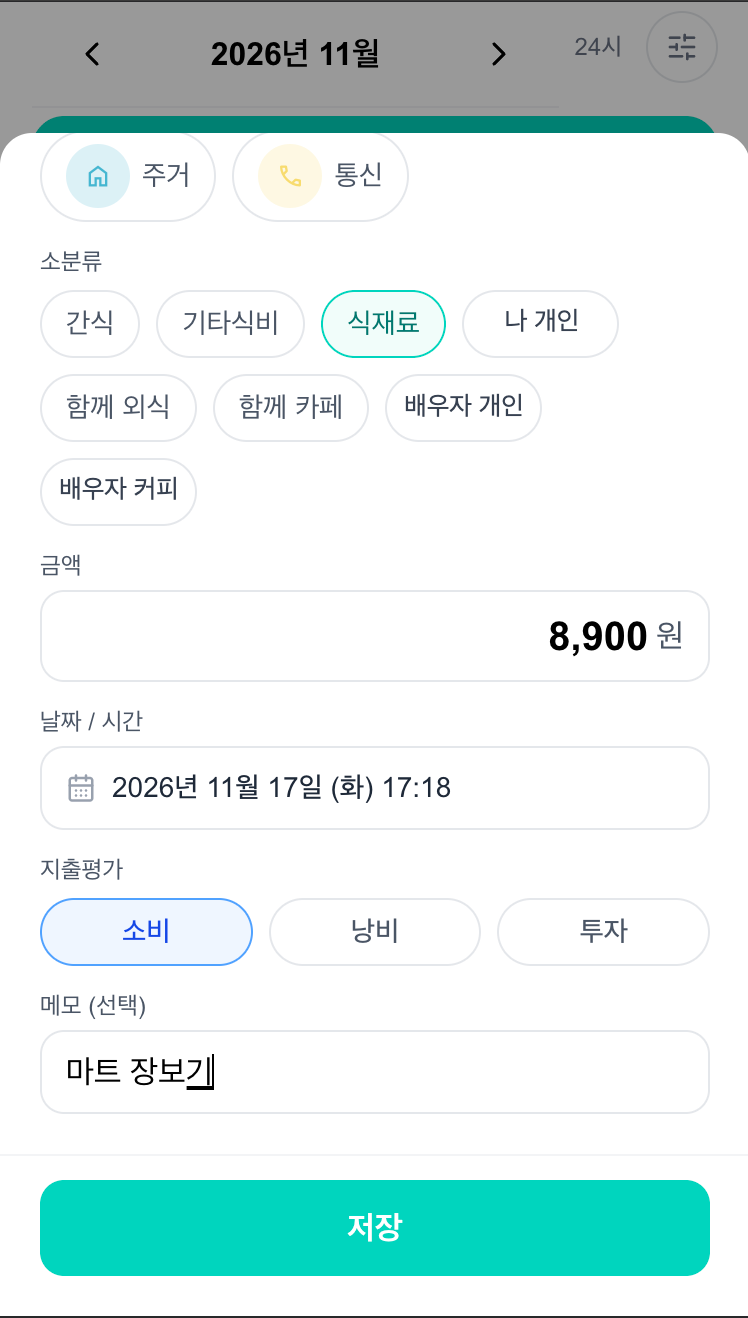 2026년 11월 24시
주거 통신
소분류
간식 기타식비 식재료 나 개인
함께 외식 함께 카페 배우자 개인
배우자 커피
금액
8,900 원
날짜 / 시간
2026년 11월 17일 (화) 17:18
지출평가
소비 낭비 투자
메모 (선택)
마트 장보기
저장